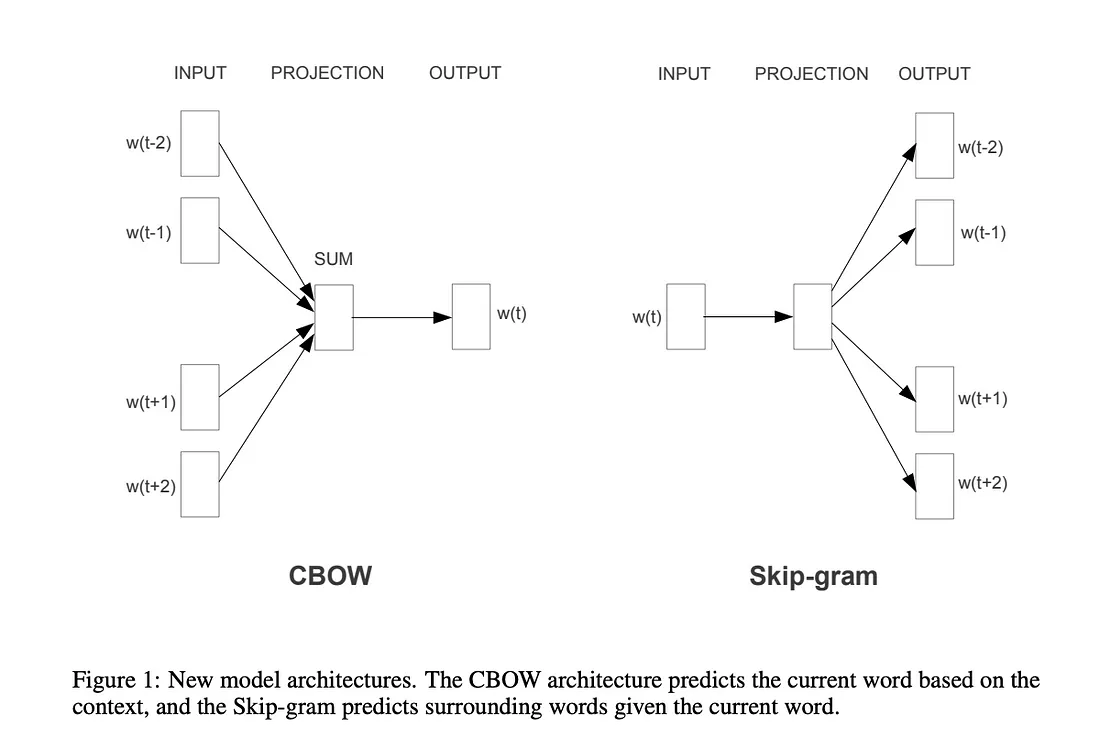 INPUT PROJECTION OUTPUT
w(t-2)
w(t-1)
SUM
w(t)
w(t+1)
w(t+2)
CBOW
INPUT PROJECTION OUTPUT
w(t-2)
w(t-1)
w(t)
w(t+1)
w(t+2)
Skip-gram
Figure 1: New model architectures. The CBOW architecture predicts the current word based on the
context, and the Skip-gram predicts surrounding words given the current word.